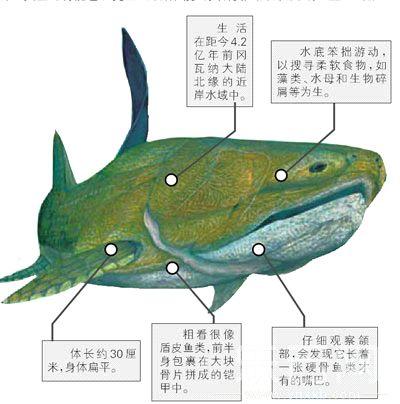 生活
在距今4.2
亿年前冈
瓦纳大陆
北缘的近
岸水域中。
水底笨拙游动，
以搜寻柔软食物，如
藻类、水母和生物碎
屑等为生。
体长约30厘
米，身体扁平。
粗看很像
盾皮鱼类，前半
身包裹在大块
骨片拼成的铠
甲中。
仔细观察颌
部，会发现它长着
一张硬骨鱼类才
有的嘴巴。